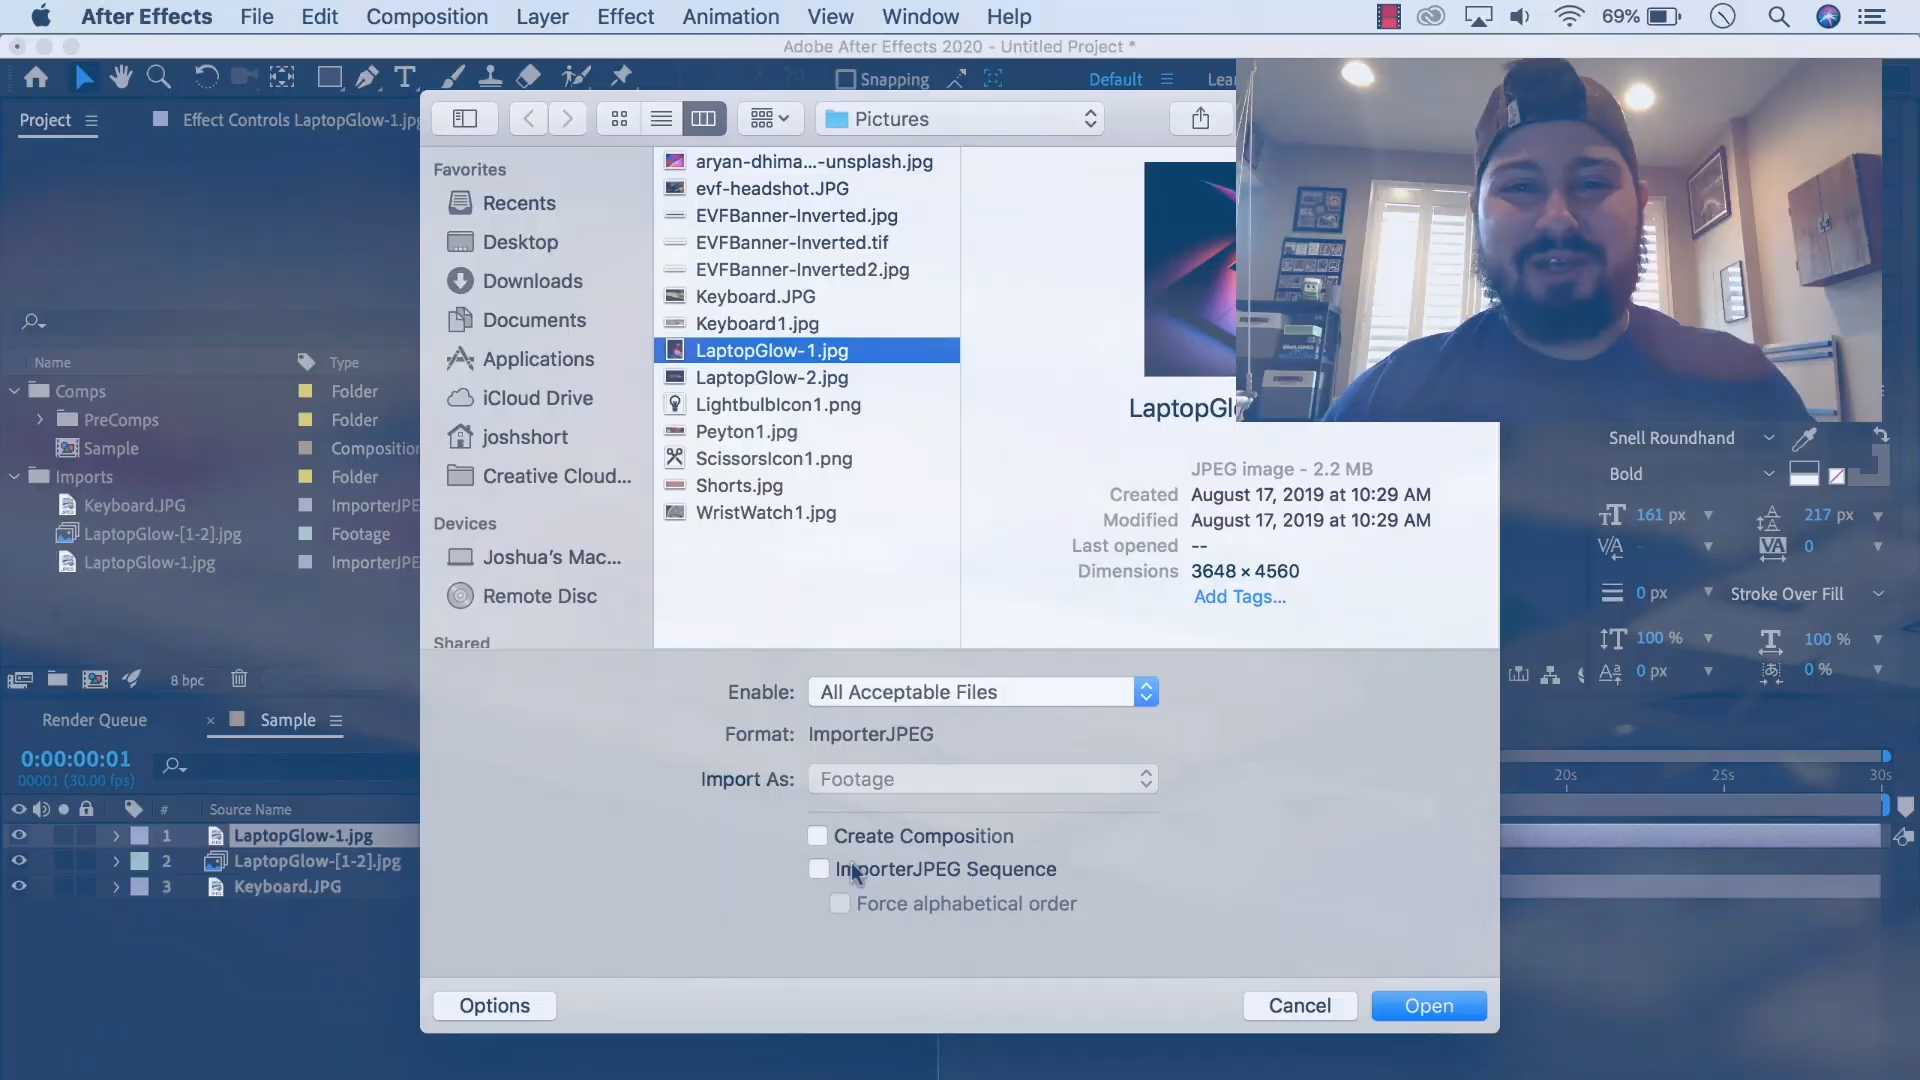 After Effects File Edit Composition Layer Effect Animation View Window Help 69%
Adobe After Effects 2020 - Untitled Project *
Snapping Default Lear
Project Effect Controls LaptopGlow-1.jpg
Pictures
Favorites
Recents
Desktop
Downloads
Documents
Applications
iCloud Drive
joshshort
Creative Cloud...
Devices
Joshua's Mac...
Remote Disc
Shared
aryan-dhima...-unsplash.jpg
evf-headshot.JPG
EVFBanner-Inverted.jpg
EVFBanner-Inverted.tif
EVFBanner-Inverted2.jpg
Keyboard.JPG
Keyboard1.jpg
LaptopGlow-1.jpg
LaptopGlow-2.jpg
LightbulbIcon1.png
Peyton1.jpg
ScissorsIcon1.png
Shorts.jpg
WristWatch1.jpg
LaptopGl
JPEG image - 2.2 MB
Created August 17, 2019 at 10:29 AM
Modified August 17, 2019 at 10:29 AM
Last opened --
Dimensions 3648 × 4560
Add Tags...
Name Type
Comps Folder
PreComps Folder
Sample Composition
Imports Folder
Keyboard.JPG ImporterJPE
LaptopGlow-[1-2].jpg Footage
LaptopGlow-1.jpg ImporterJPE
8 bpc
Snell Roundhand
Bold
161 px 217 px
- 0
0 px Stroke Over Fill
100 % 100 %
0 px 0 %
Enable: All Acceptable Files
Format: ImporterJPEG
Import As: Footage
Create Composition
ImporterJPEG Sequence
Force alphabetical order
Options Cancel Open
Render Queue × Sample
0:00:00:01
00001 (30.00 fps)
# Source Name
1 LaptopGlow-1.jpg
2 LaptopGlow-[1-2].jpg
3 Keyboard.JPG
20s 25s 30s